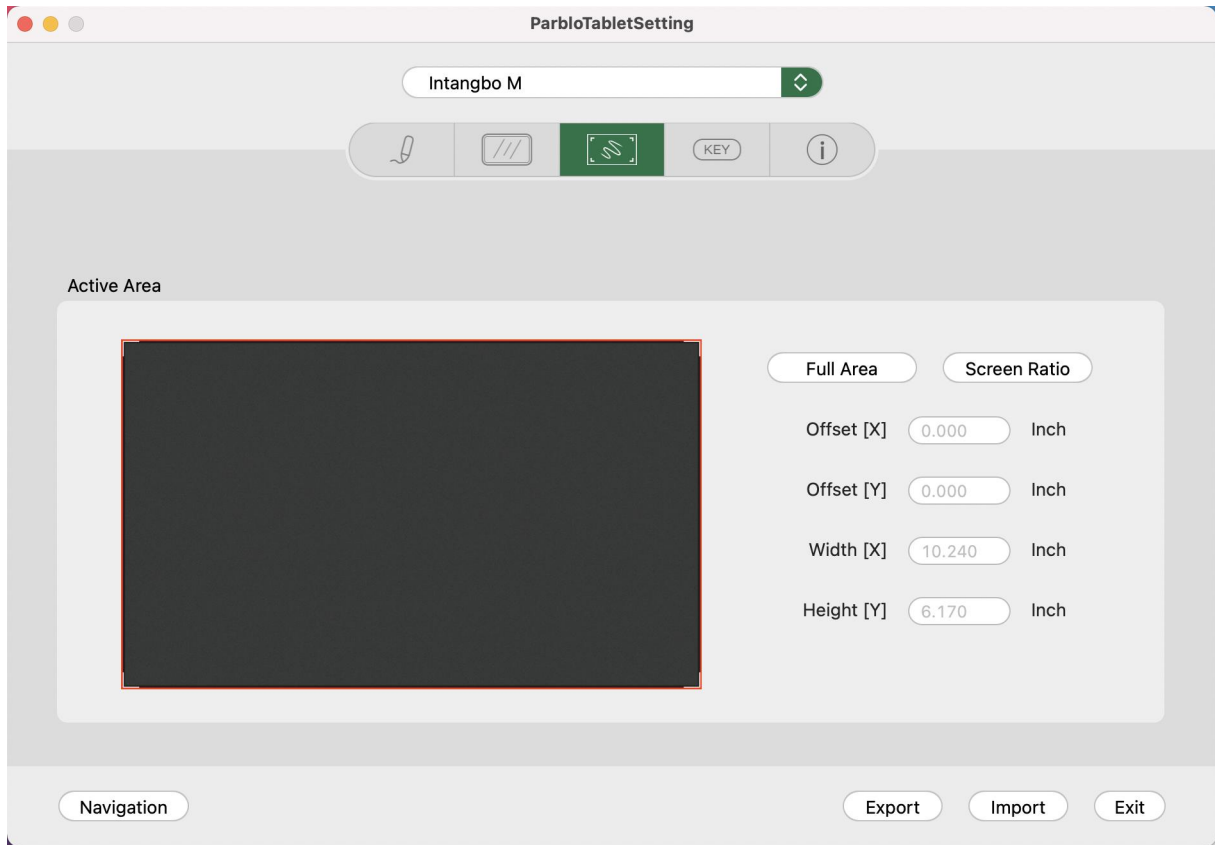 ParbloTabletSetting
Intangbo M
KEY
i
Active Area
Full Area Screen Ratio
Offset [X] 0.000 Inch
Offset [Y] 0.000 Inch
Width [X] 10.240 Inch
Height [Y] 6.170 Inch
Navigation Export Import Exit